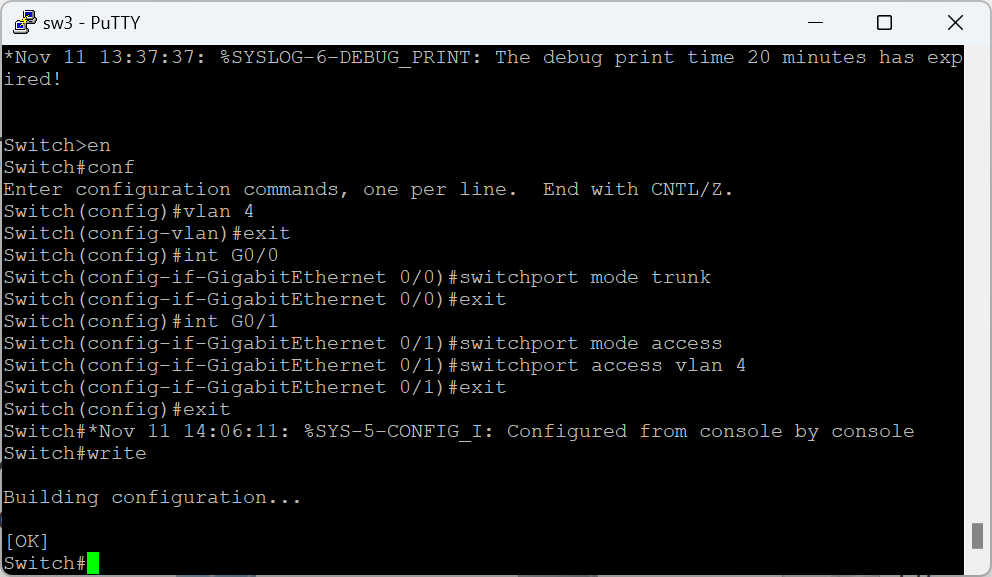 sw3 - PuTTY
*Nov 11 13:37:37: %SYSLOG-6-DEBUG_PRINT: The debug print time 20 minutes has exp
ired!
Switch>en
Switch#conf
Enter configuration commands, one per line.  End with CNTL/Z.
Switch(config)#vlan 4
Switch(config-vlan)#exit
Switch(config)#int G0/0
Switch(config-if-GigabitEthernet 0/0)#switchport mode trunk
Switch(config-if-GigabitEthernet 0/0)#exit
Switch(config)#int G0/1
Switch(config-if-GigabitEthernet 0/1)#switchport mode access
Switch(config-if-GigabitEthernet 0/1)#switchport access vlan 4
Switch(config-if-GigabitEthernet 0/1)#exit
Switch(config)#exit
Switch#*Nov 11 14:06:11: %SYS-5-CONFIG_I: Configured from console by console
Switch#write
Building configuration...
[OK]
Switch#